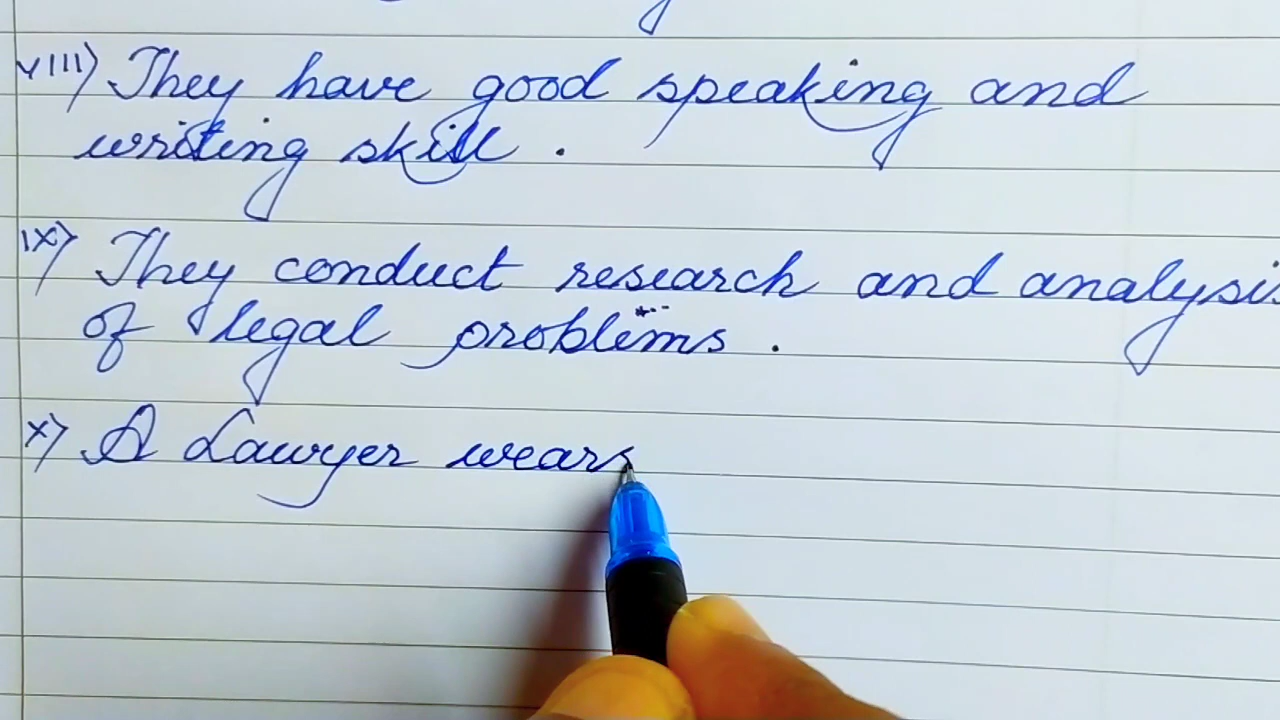 viii) They have good speaking and
writing skill .
ix) They conduct research and analysis
of legal problems .
x) A Lawyer wears